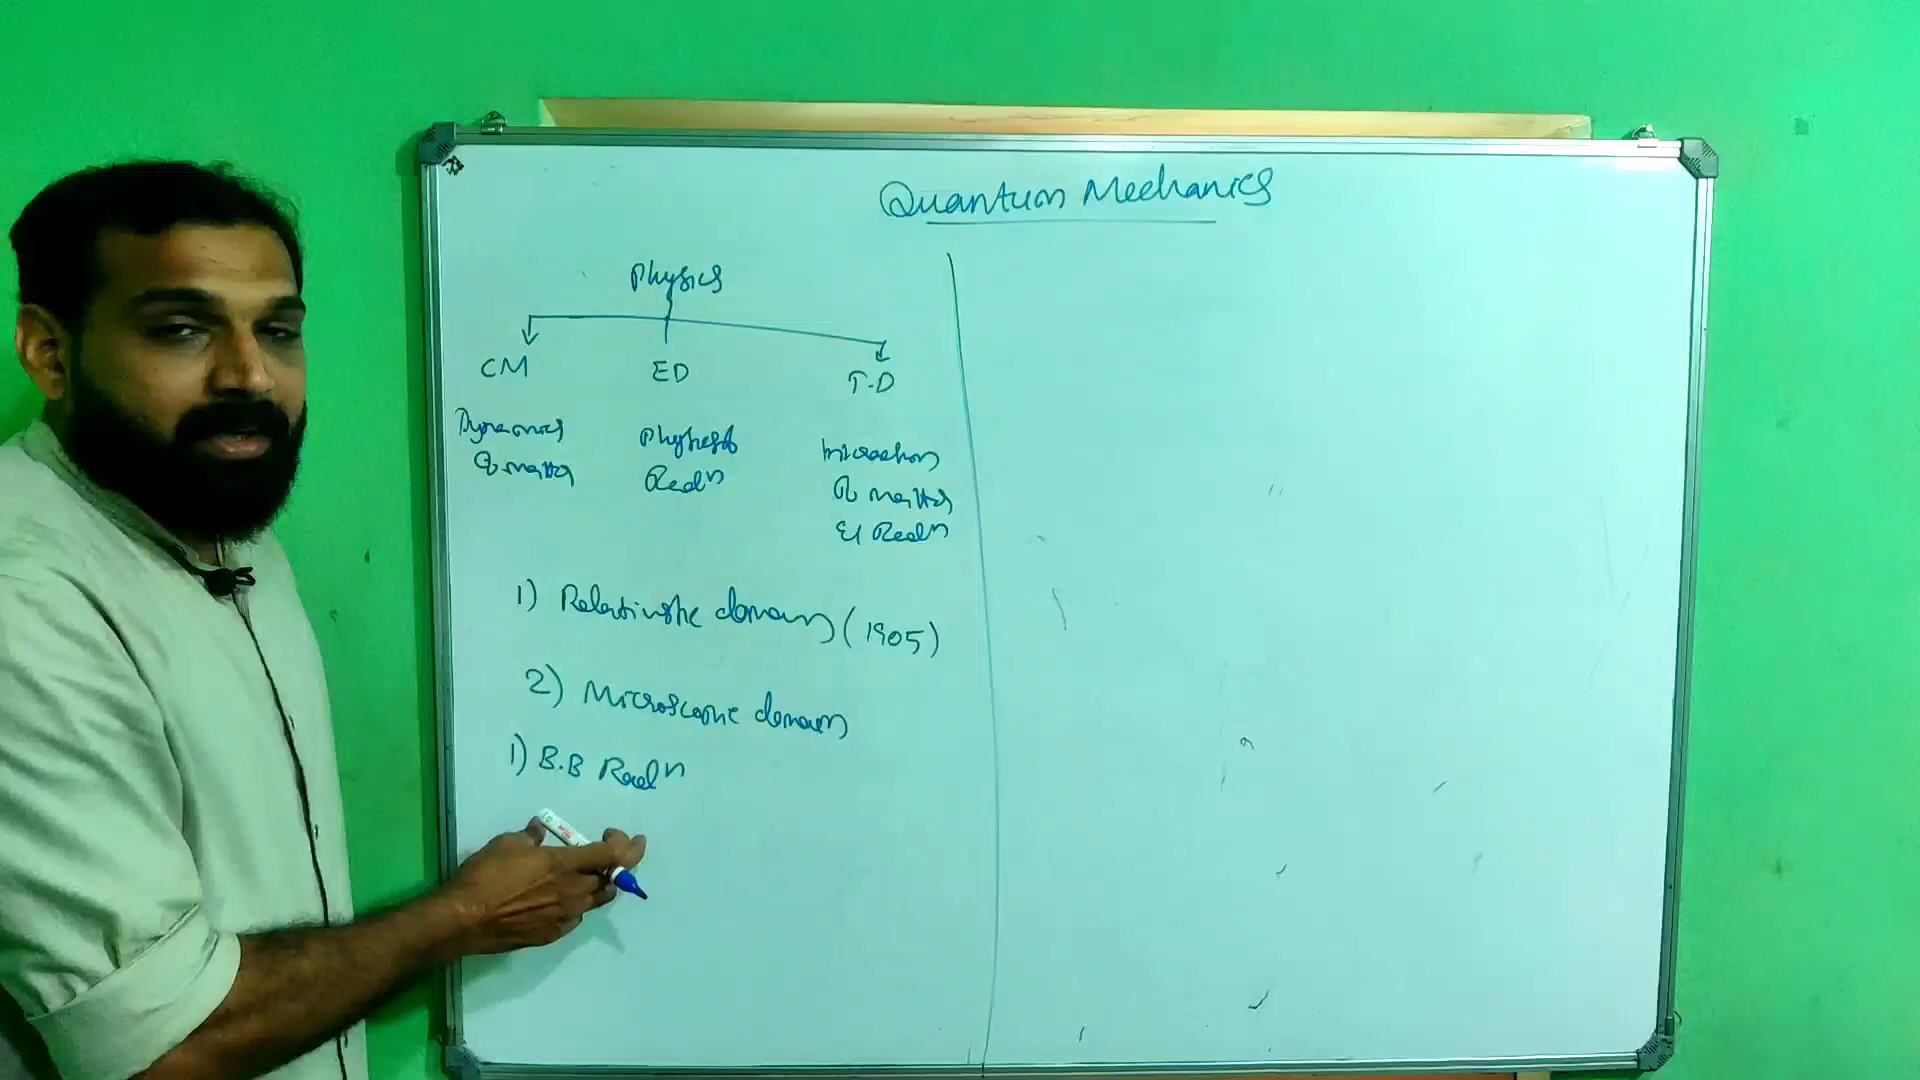 Quantum Mechanics
Physics
CM
ED
T.D
Dynamics
of matter
Physics of
Radn
Interaction
of matter
& Radn
1) Relativistic domain (1905)
2) Microscopic domain
1) B.B Radn